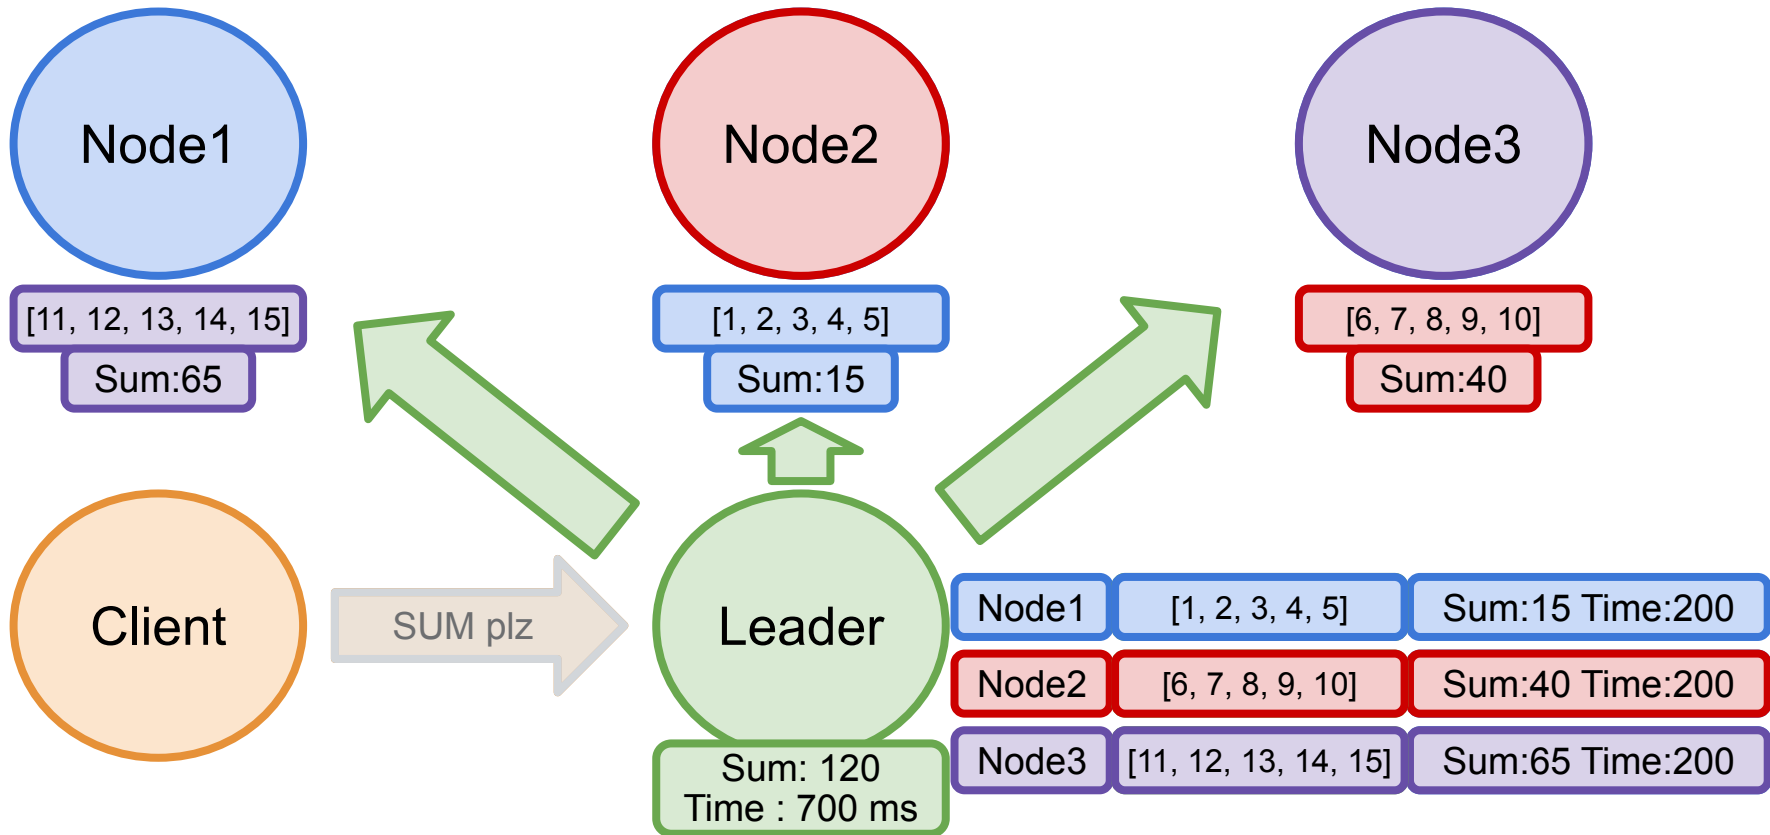 Node1
Node2
Node3
[11, 12, 13, 14, 15]
Sum:65
[1, 2, 3, 4, 5]
Sum:15
[6, 7, 8, 9, 10]
Sum:40
Client
SUM plz
Leader
Sum: 120
Time : 700 ms
Node1 [1, 2, 3, 4, 5] Sum:15 Time:200
Node2 [6, 7, 8, 9, 10] Sum:40 Time:200
Node3 [11, 12, 13, 14, 15] Sum:65 Time:200